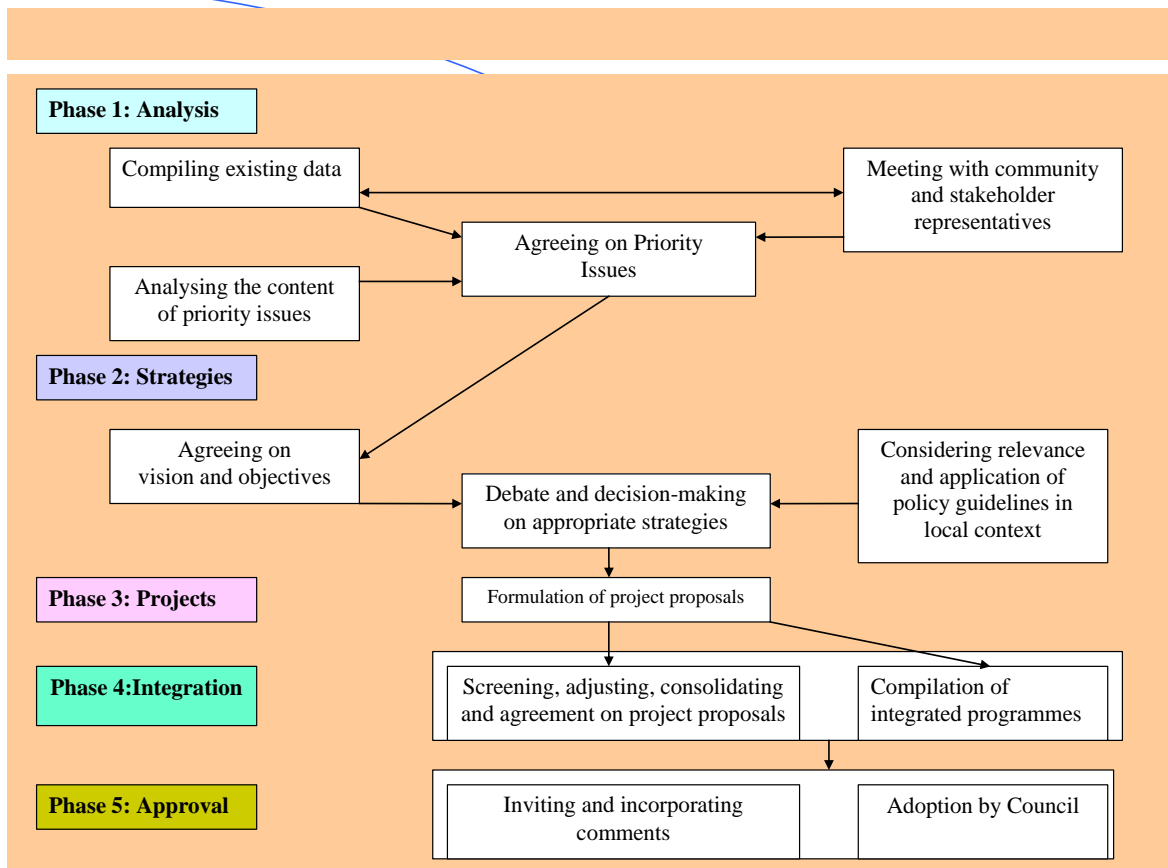 Phase 1: Analysis
Compiling existing data
Meeting with community
and stakeholder
representatives
Agreeing on Priority
Issues
Analysing the content
of priority issues
Phase 2: Strategies
Agreeing on
vision and objectives
Debate and decision-making
on appropriate strategies
Considering relevance
and application of
policy guidelines in
local context
Phase 3: Projects
Formulation of project proposals
Phase 4:Integration
Screening, adjusting, consolidating
and agreement on project proposals
Compilation of
integrated programmes
Phase 5: Approval
Inviting and incorporating
comments
Adoption by Council